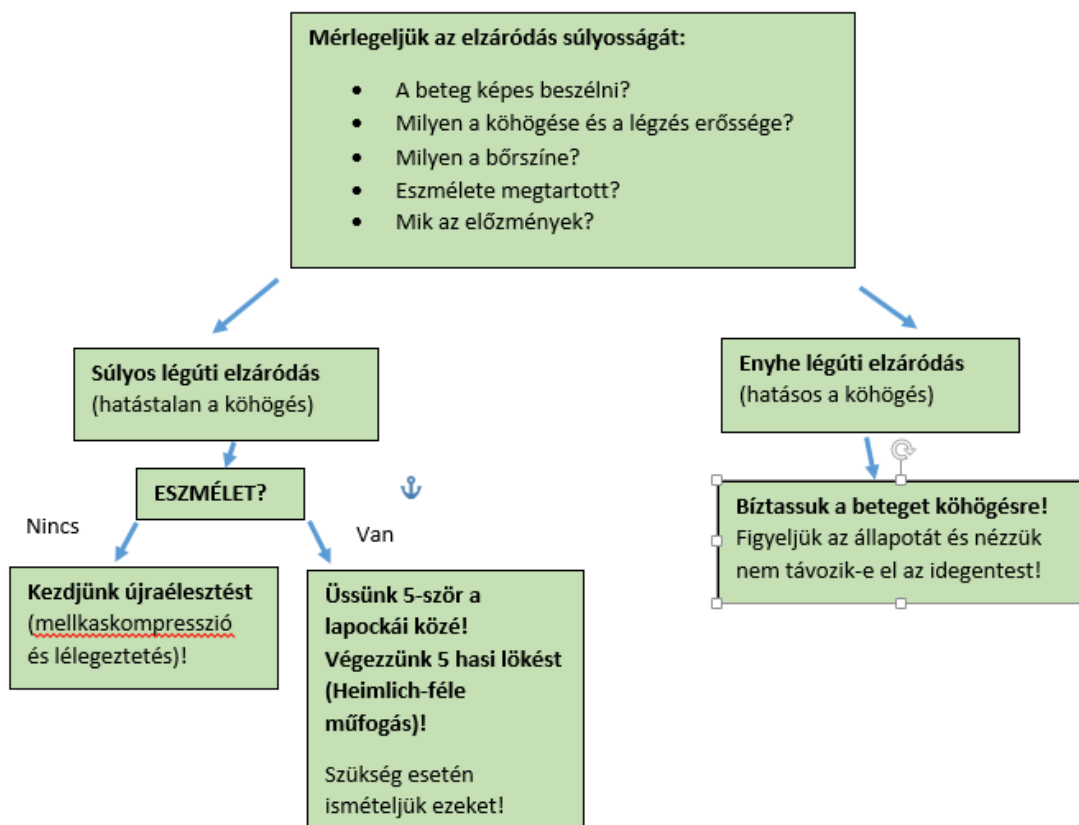 Mérlegeljük az elzáródás súlyosságát:
• A beteg képes beszélni?
• Milyen a köhögése és a légzés erőssége?
• Milyen a bőrszíne?
• Eszmélete megtartott?
• Mik az előzmények?
Súlyos légúti elzáródás
(hatástalan a köhögés)
Enyhe légúti elzáródás
(hatásos a köhögés)
ESZMÉLET?
Nincs
Van
Bíztassuk a beteget köhögésre!
Figyeljük az állapotát és nézzük
nem távozik-e el az idegentest!
Kezdjünk újraélesztést
(mellkaskompresszió
és lélegeztetés)!
Üssünk 5-ször a
lapockái közé!
Végezzünk 5 hasi lökést
(Heimlich-féle
műfogás)!
Szükség esetén
ismételjük ezeket!